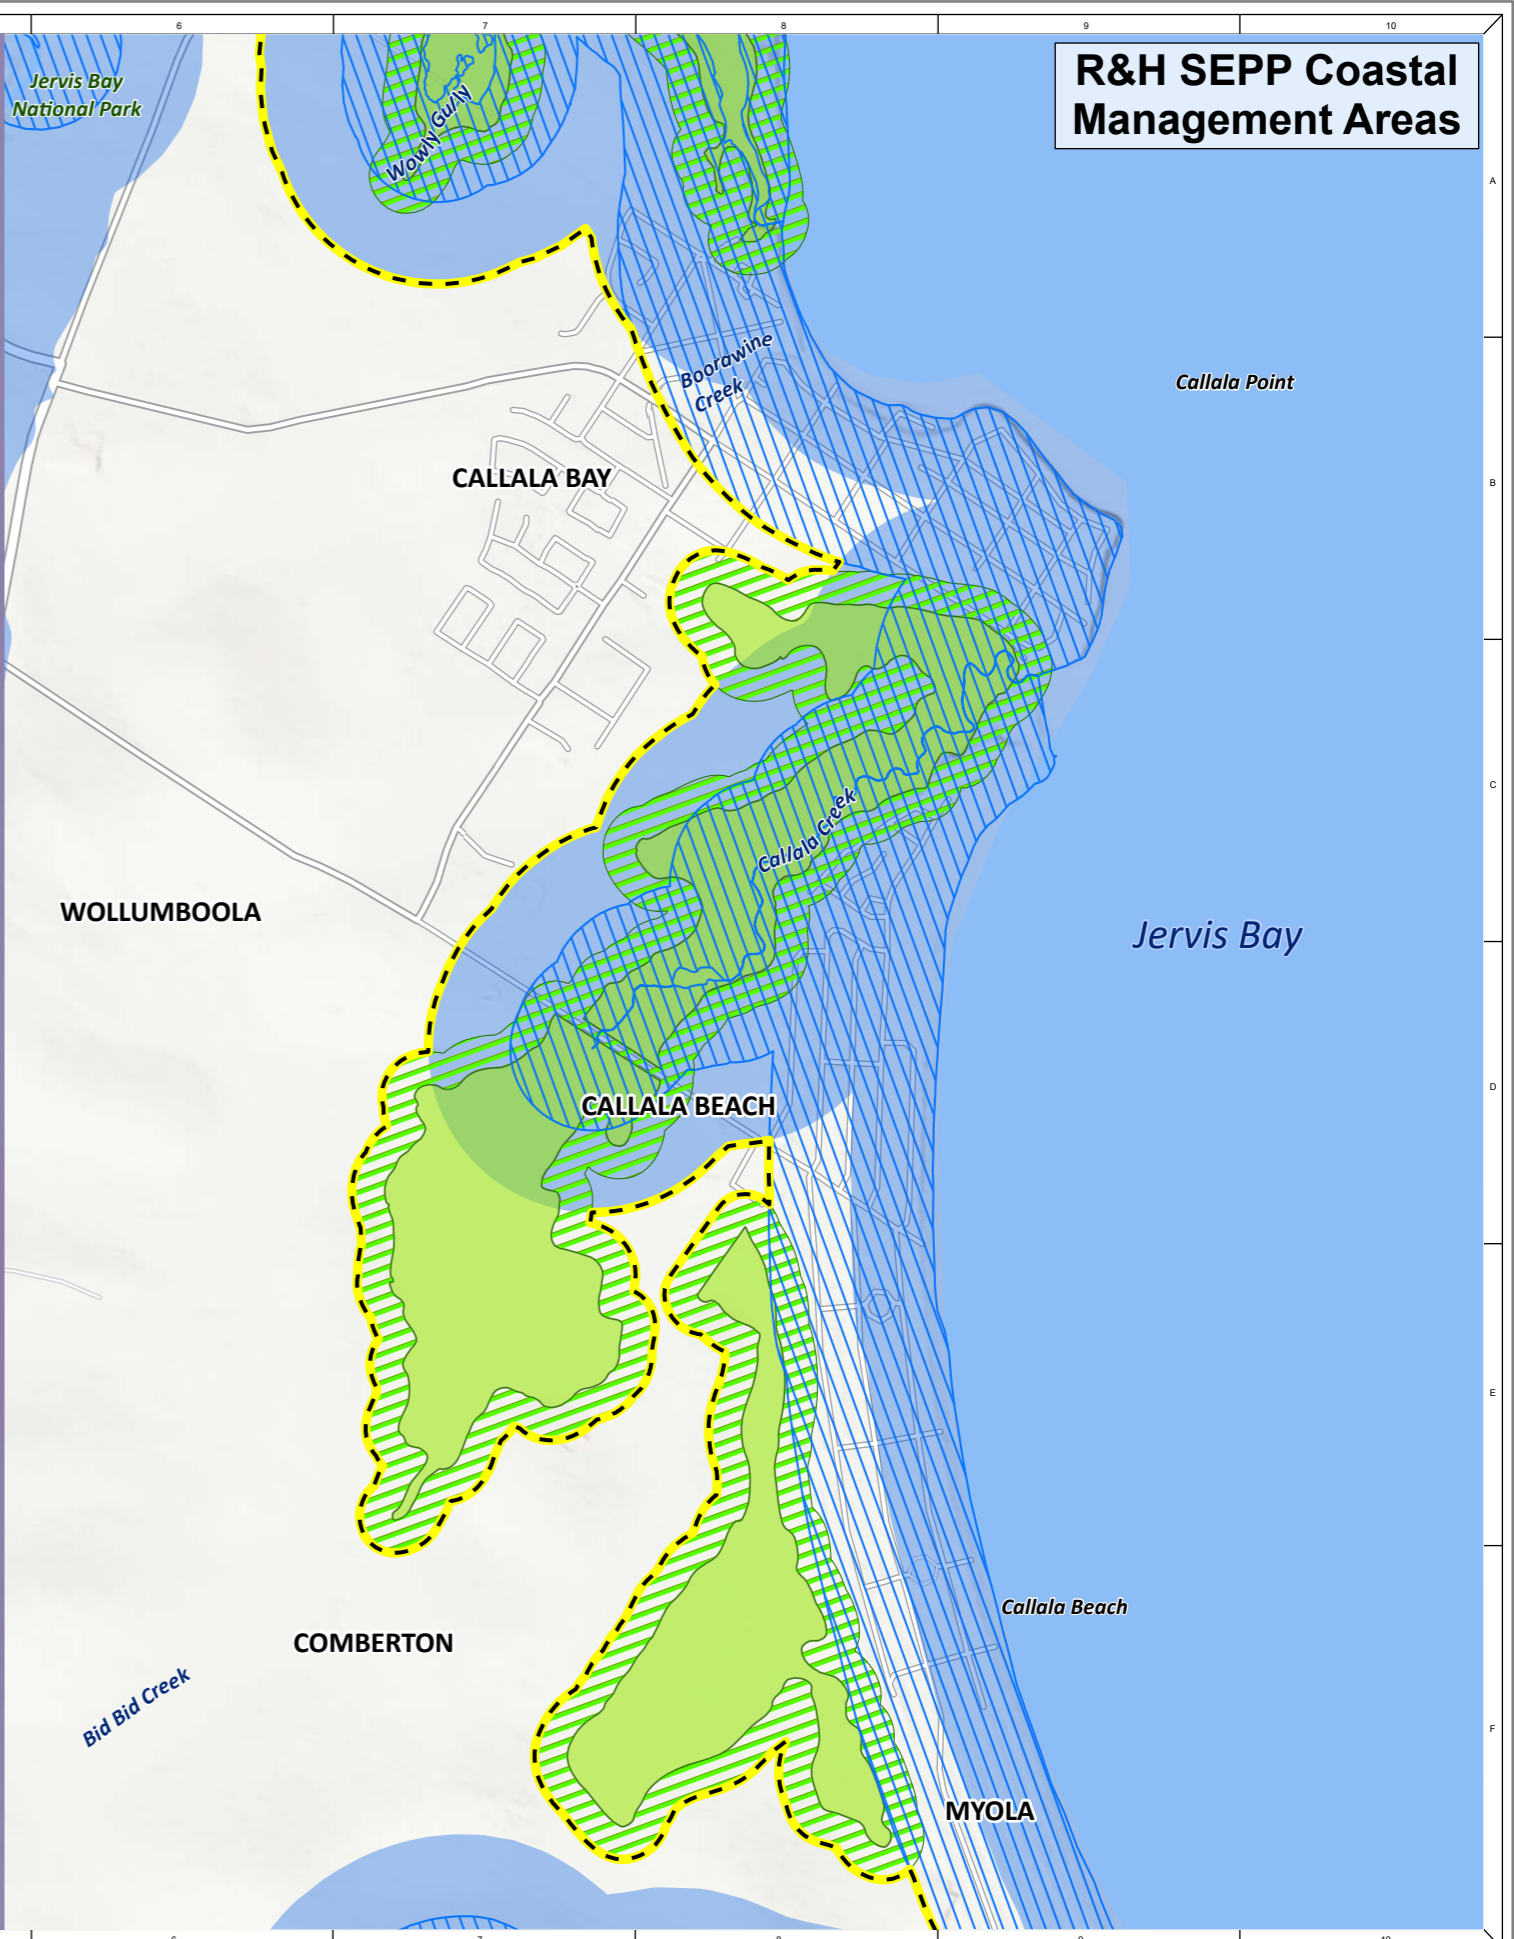 6 7 8 9 10
R&H SEPP Coastal
Management Areas
Jervis Bay
National Park
Wowly Gully
A
Boorawine
Creek
Callala Point
CALLALA BAY
B
C
Callala Creek
WOLLUMBOOLA
Jervis Bay
D
CALLALA BEACH
E
Callala Beach
COMBERTON
Bid Bid Creek
F
MYOLA